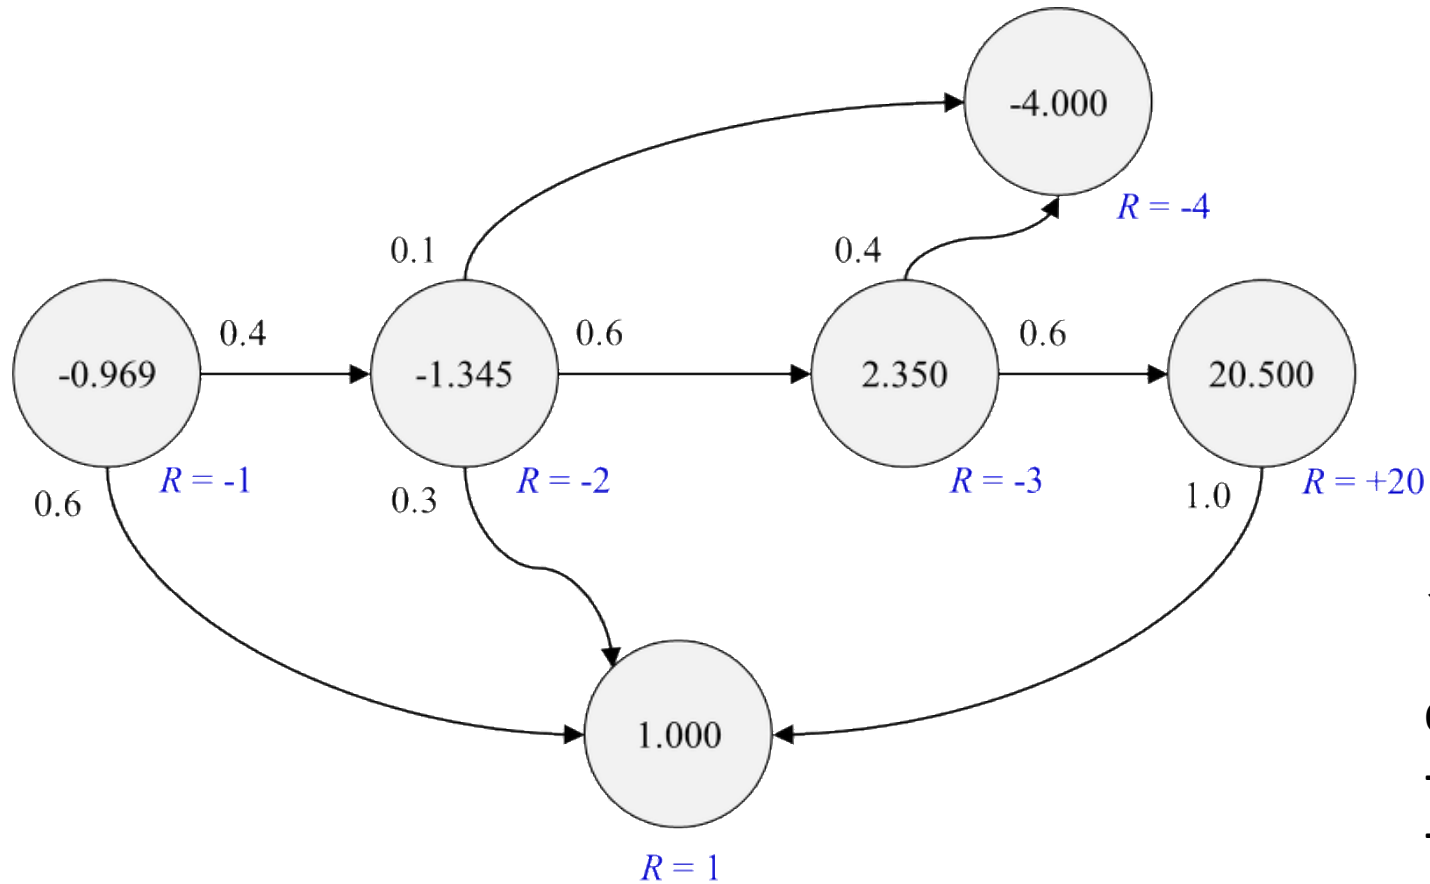 -4.000
R = -4
0.1
0.4
0.4
0.6
0.6
-0.969
-1.345
2.350
20.500
R = -1
R = -2
R = -3
R = +20
0.6
0.3
1.0
1.000
R = 1